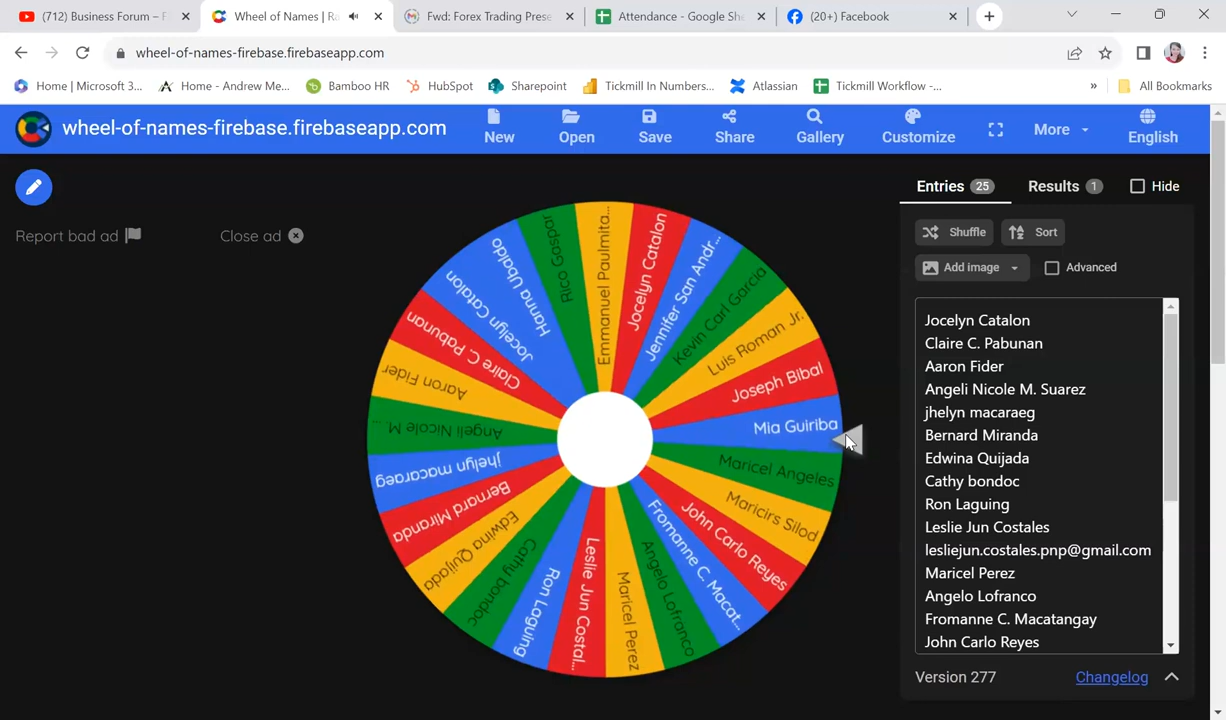 (712) Business Forum – F
Wheel of Names | Ra
Fwd: Forex Trading Prese
Attendance - Google She
(20+) Facebook
wheel-of-names-firebase.firebaseapp.com
Home | Microsoft 3...
Home - Andrew Me...
Bamboo HR
HubSpot
Sharepoint
Tickmill In Numbers...
Atlassian
Tickmill Workflow -...
»
All Bookmarks
wheel-of-names-firebase.firebaseapp.com
New
Open
Save
Share
Gallery
Customize
More
English
Report bad ad
Close ad
Entries 25
Results 1
Hide
Shuffle
Sort
Add image
Advanced
Jocelyn Catalon
Claire C. Pabunan
Aaron Fider
Angeli Nicole M. Suarez
jhelyn macaraeg
Bernard Miranda
Edwina Quijada
Cathy bondoc
Ron Laguing
Leslie Jun Costales
lesliejun.costales.pnp@gmail.com
Maricel Perez
Angelo Lofranco
Fromanne C. Macatangay
John Carlo Reyes
Version 277
Changelog
Rico Gaspar
Emmanuel Paulmita...
Jocelyn Catalon
Jennifer San Andr...
Kevin Carl Garcia
Luis Roman Jr.
Joseph Bibal
Mia Guiriba
Maricel Angeles
Maricirs Silod
John Carlo Reyes
Fromanne C. Macat...
Angelo Lofranco
Maricel Perez
Leslie Jun Costal...
Ron Laguing
Cathy bondoc
Edwina Quijada
Bernard Miranda
jhelyn macaraeg
Angeli Nicole M. ...
Aaron Fider
Claire C. Pabunan
Jocelyn Catalon
Hanna Ubaldo